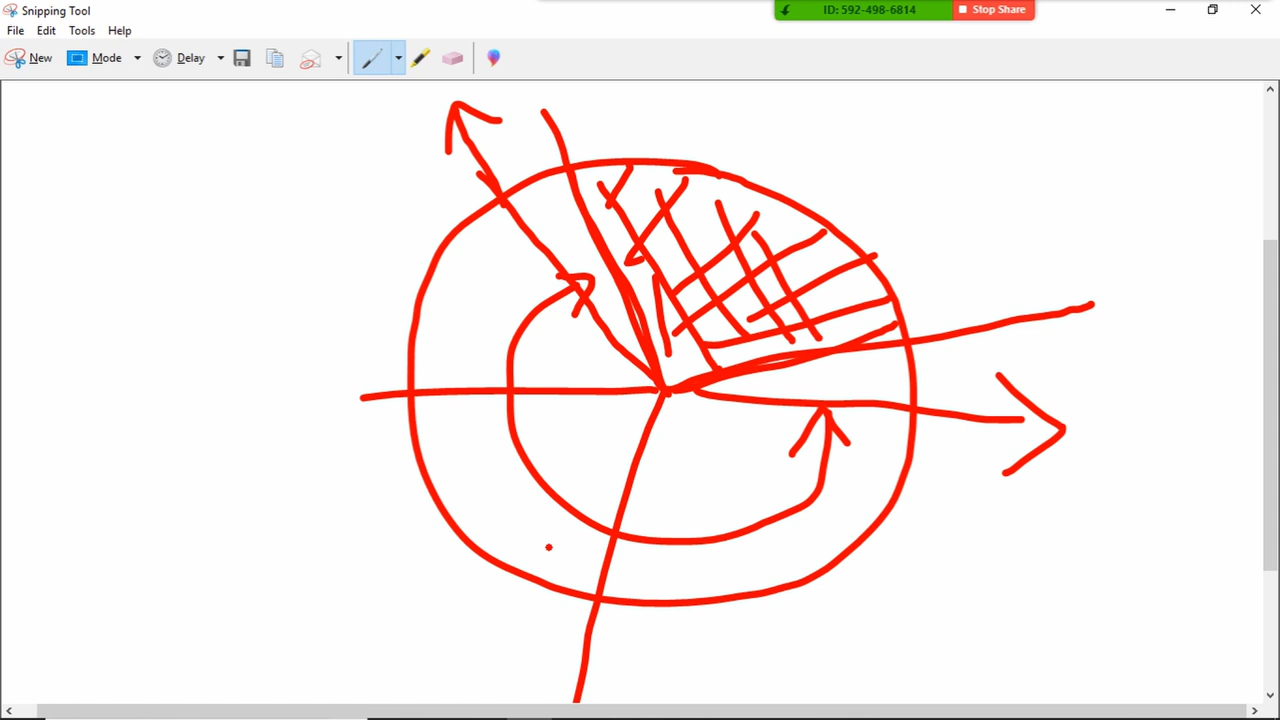 Snipping Tool
ID: 592-498-6814 Stop Share
File Edit Tools Help
New Mode Delay